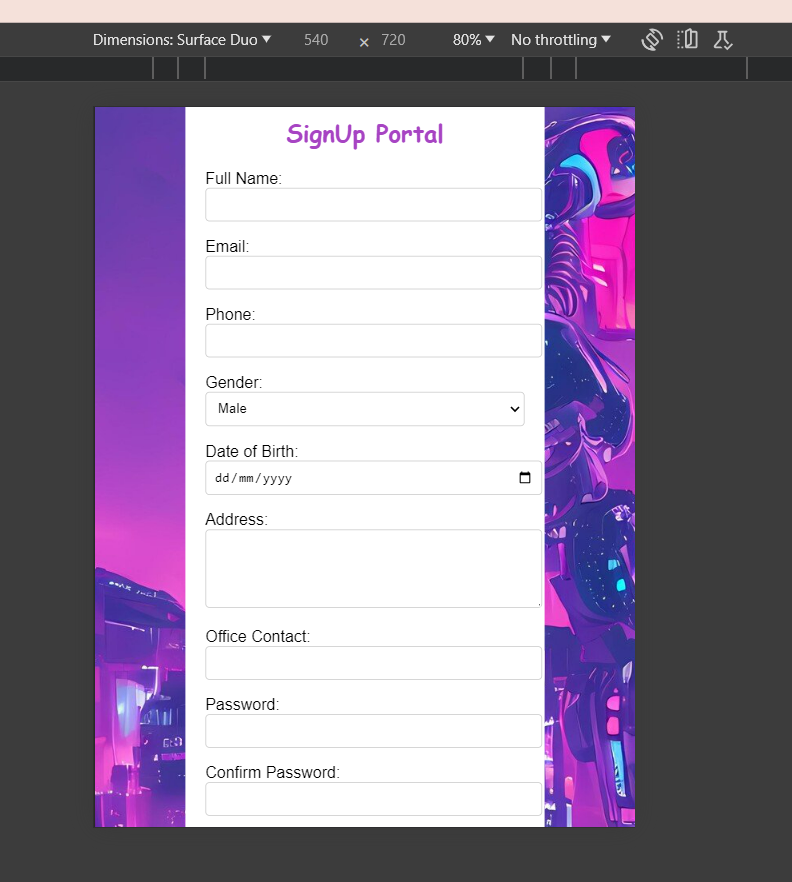 Dimensions: Surface Duo 540 × 720 80% No throttling
SignUp Portal
Full Name:
Email:
Phone:
Gender:
Male
Date of Birth:
dd/mm/yyyy
Address:
Office Contact:
Password:
Confirm Password: